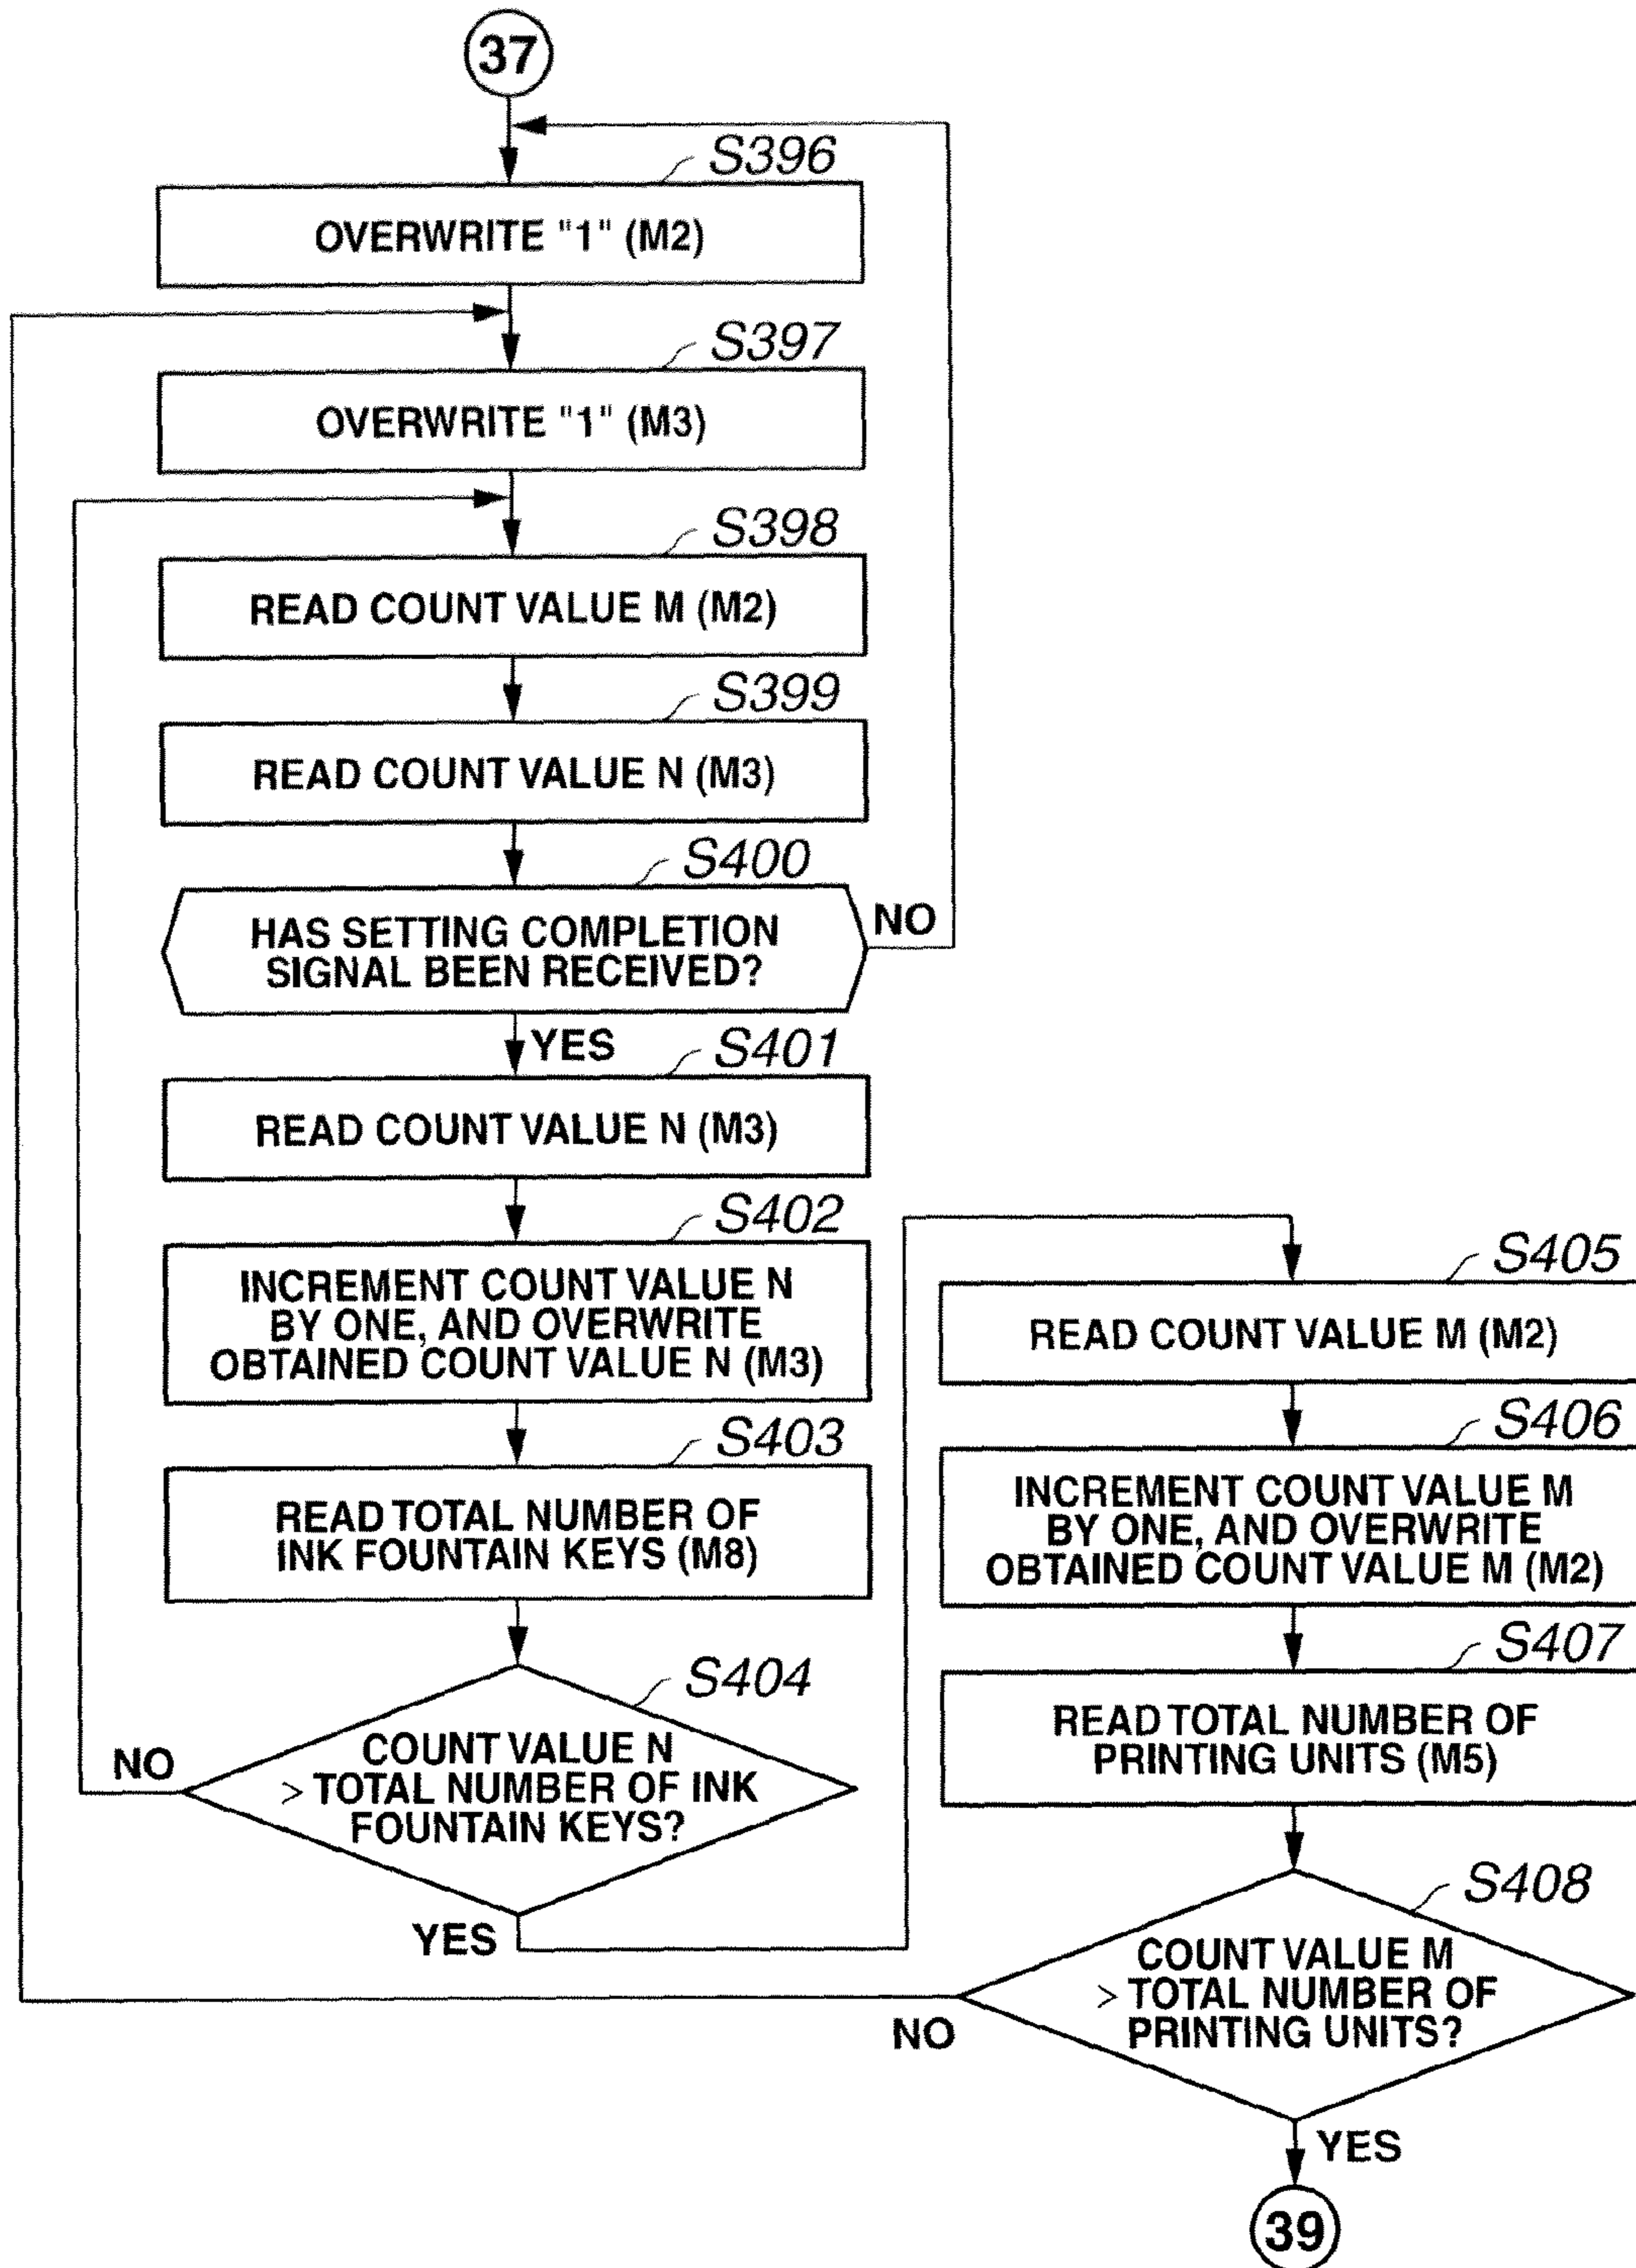 37
S396
OVERWRITE "1" (M2)
S397
OVERWRITE "1" (M3)
S398
READ COUNT VALUE M (M2)
S399
READ COUNT VALUE N (M3)
S400
HAS SETTING COMPLETION
SIGNAL BEEN RECEIVED?
NO
YES
S401
READ COUNT VALUE N (M3)
S402
INCREMENT COUNT VALUE N
BY ONE, AND OVERWRITE
OBTAINED COUNT VALUE N (M3)
S403
READ TOTAL NUMBER OF
INK FOUNTAIN KEYS (M8)
S404
COUNT VALUE N
> TOTAL NUMBER OF INK
FOUNTAIN KEYS?
NO
YES
S405
READ COUNT VALUE M (M2)
S406
INCREMENT COUNT VALUE M
BY ONE, AND OVERWRITE
OBTAINED COUNT VALUE M (M2)
S407
READ TOTAL NUMBER OF
PRINTING UNITS (M5)
S408
COUNT VALUE M
> TOTAL NUMBER OF
PRINTING UNITS?
NO
YES
39